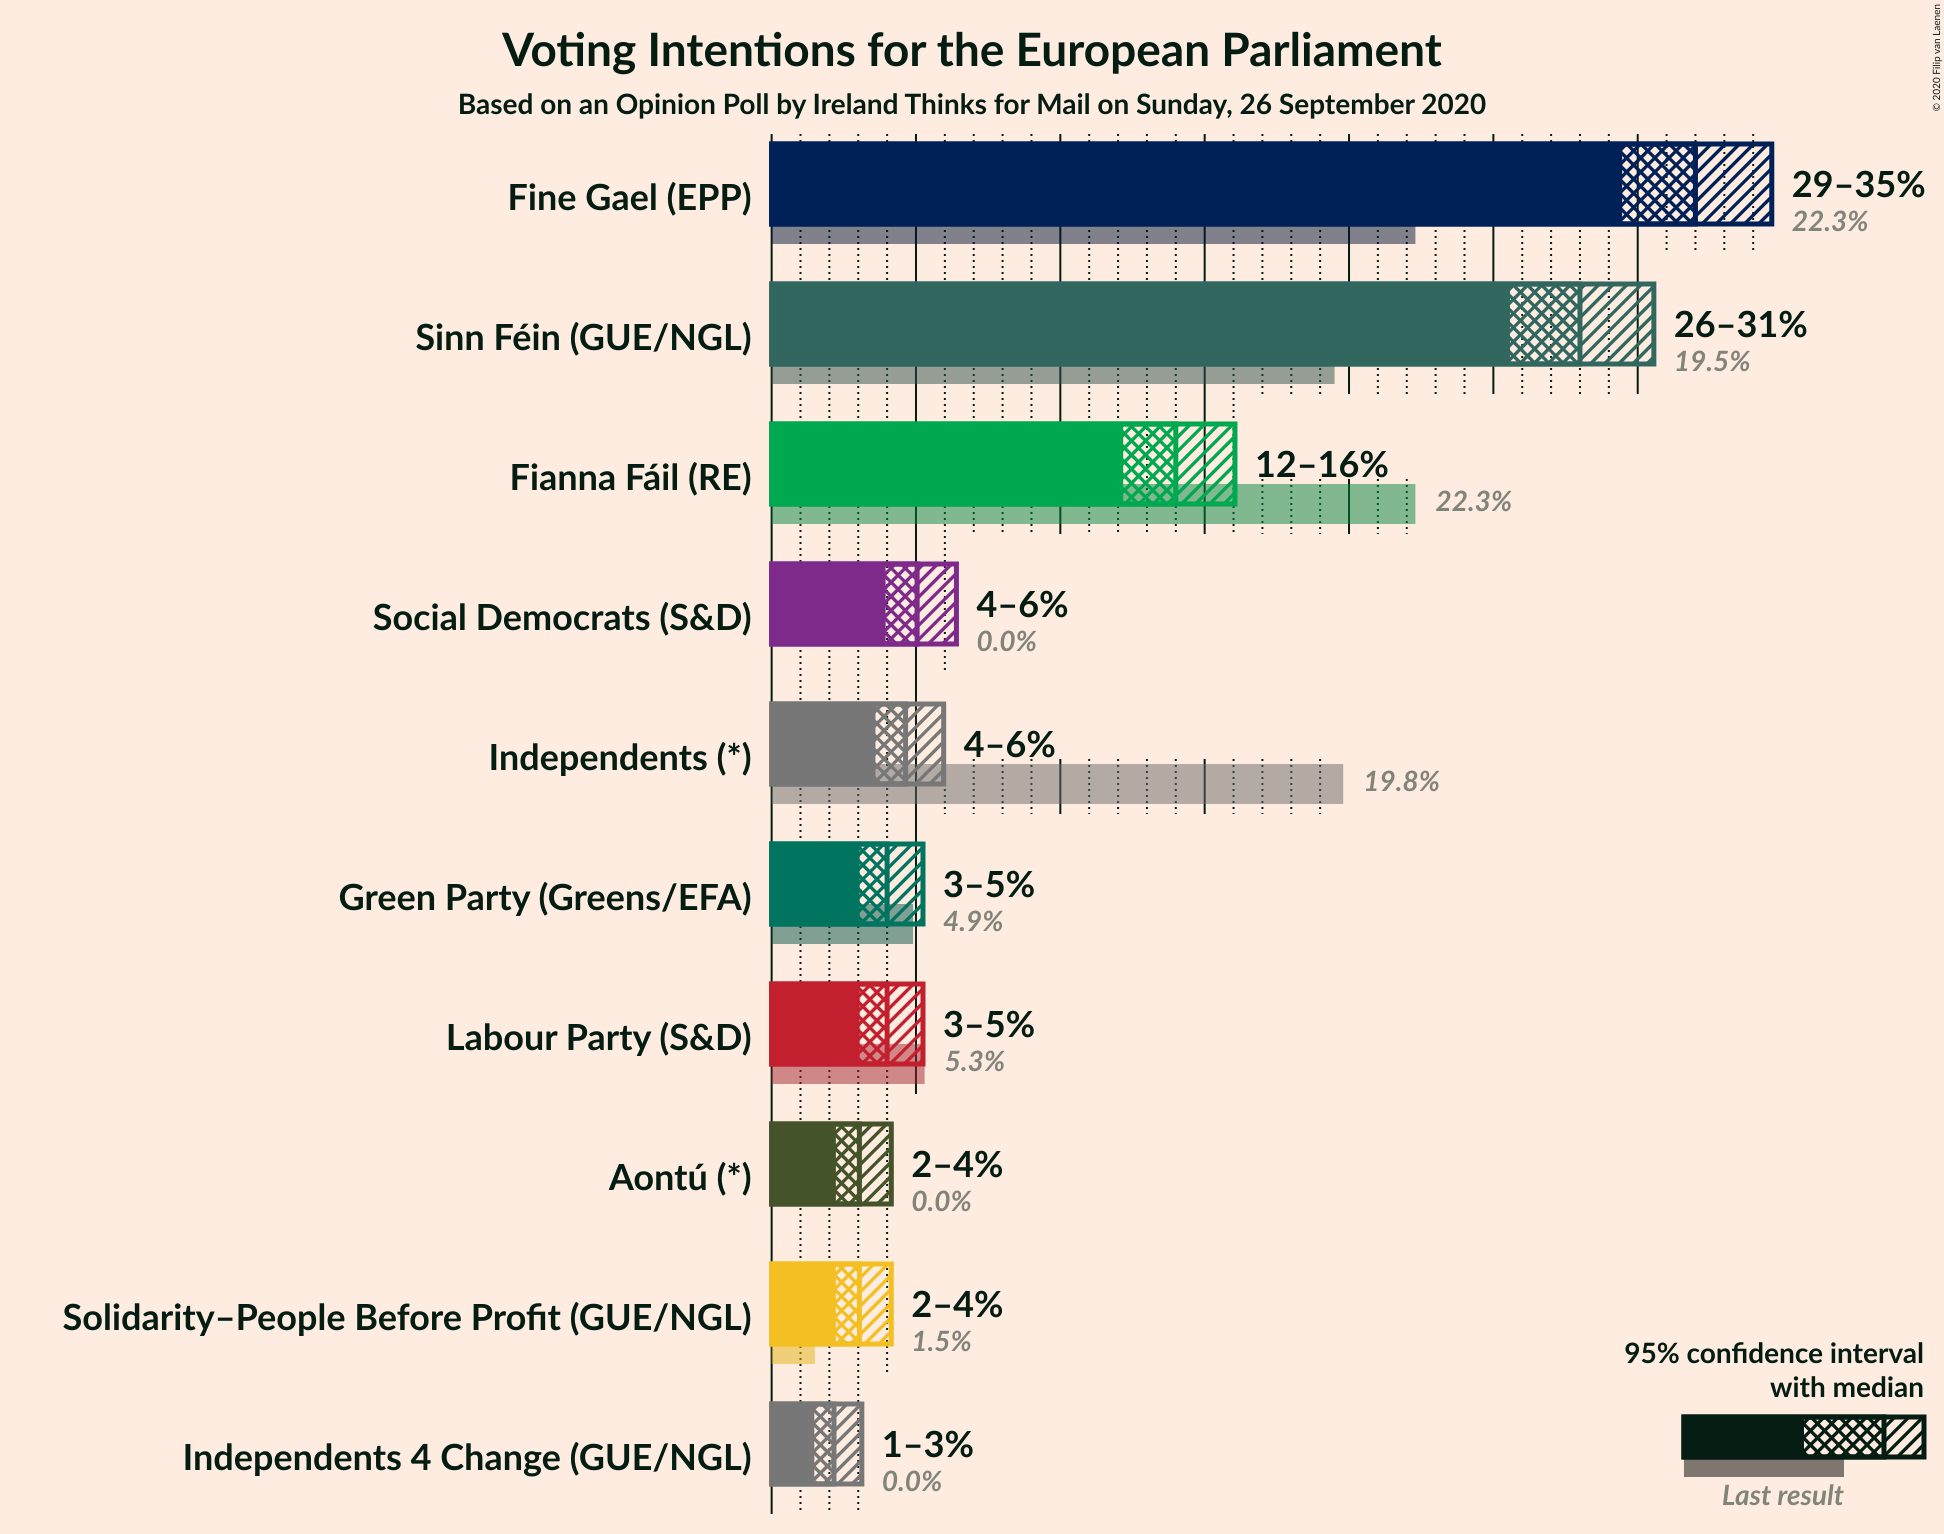 Voting Intentions for the European Parliament
Based on an Opinion Poll by Ireland Thinks for Mail on Sunday, 26 September 2020
© 2020 Filip van Laenen
Fine Gael (EPP)
29–35%
22.3%
Sinn Féin (GUE/NGL)
26–31%
19.5%
Fianna Fáil (RE)
12–16%
22.3%
Social Democrats (S&D)
4–6%
0.0%
Independents (*)
4–6%
19.8%
Green Party (Greens/EFA)
3–5%
4.9%
Labour Party (S&D)
3–5%
5.3%
Aontú (*)
2–4%
0.0%
Solidarity–People Before Profit (GUE/NGL)
2–4%
1.5%
Independents 4 Change (GUE/NGL)
1–3%
0.0%
95% confidence interval
with median
Last result